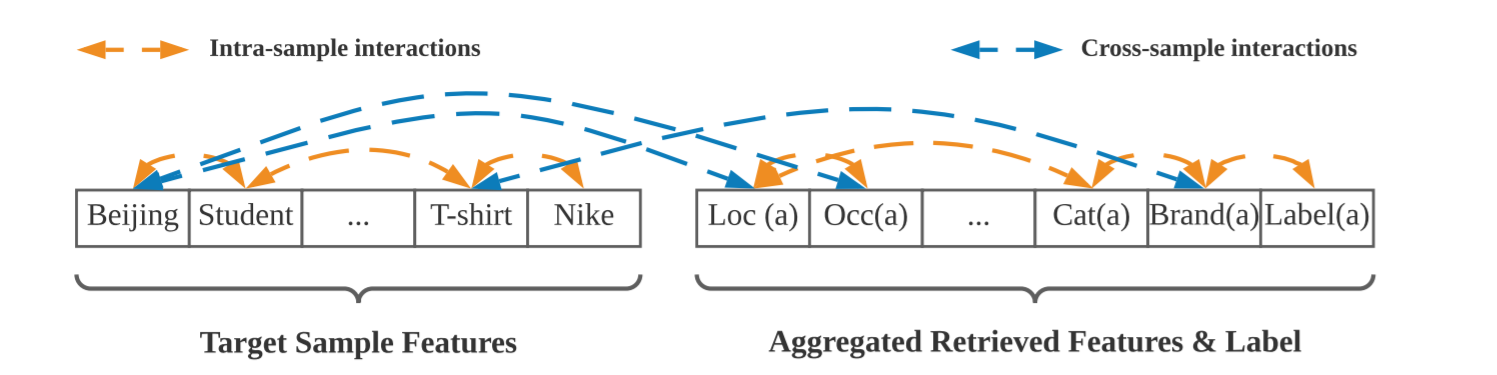 Intra-sample interactions
Cross-sample interactions
Beijing Student ... T-shirt Nike
Loc (a) Occ(a) ... Cat(a) Brand(a) Label(a)
Target Sample Features
Aggregated Retrieved Features & Label